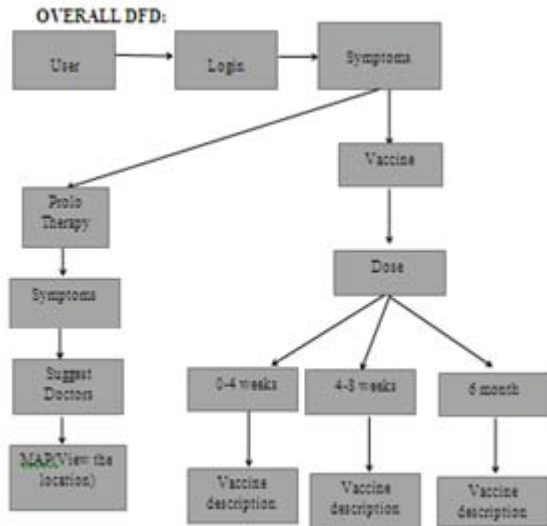 OVERALL DFD:
User
Login
Symptoms
Vaccine
Prolo
Therapy
Dose
Symptoms
Suggest
Doctors
0-4 weeks
4-8 weeks
6 month
MAP(View the
location)
Vaccine
description
Vaccine
description
Vaccine
description